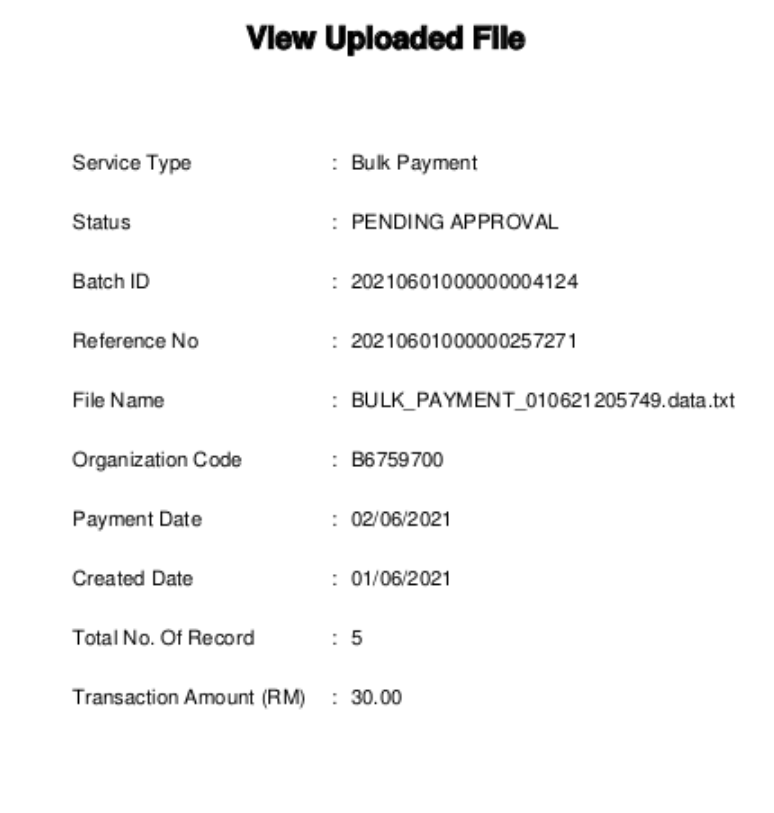 View Uploaded File
Service Type : Bulk Payment
Status : PENDING APPROVAL
Batch ID : 20210601000000004124
Reference No : 20210601000000257271
File Name : BULK_PAYMENT_010621205749.data.txt
Organization Code : B6759700
Payment Date : 02/06/2021
Created Date : 01/06/2021
Total No. Of Record : 5
Transaction Amount (RM) : 30.00